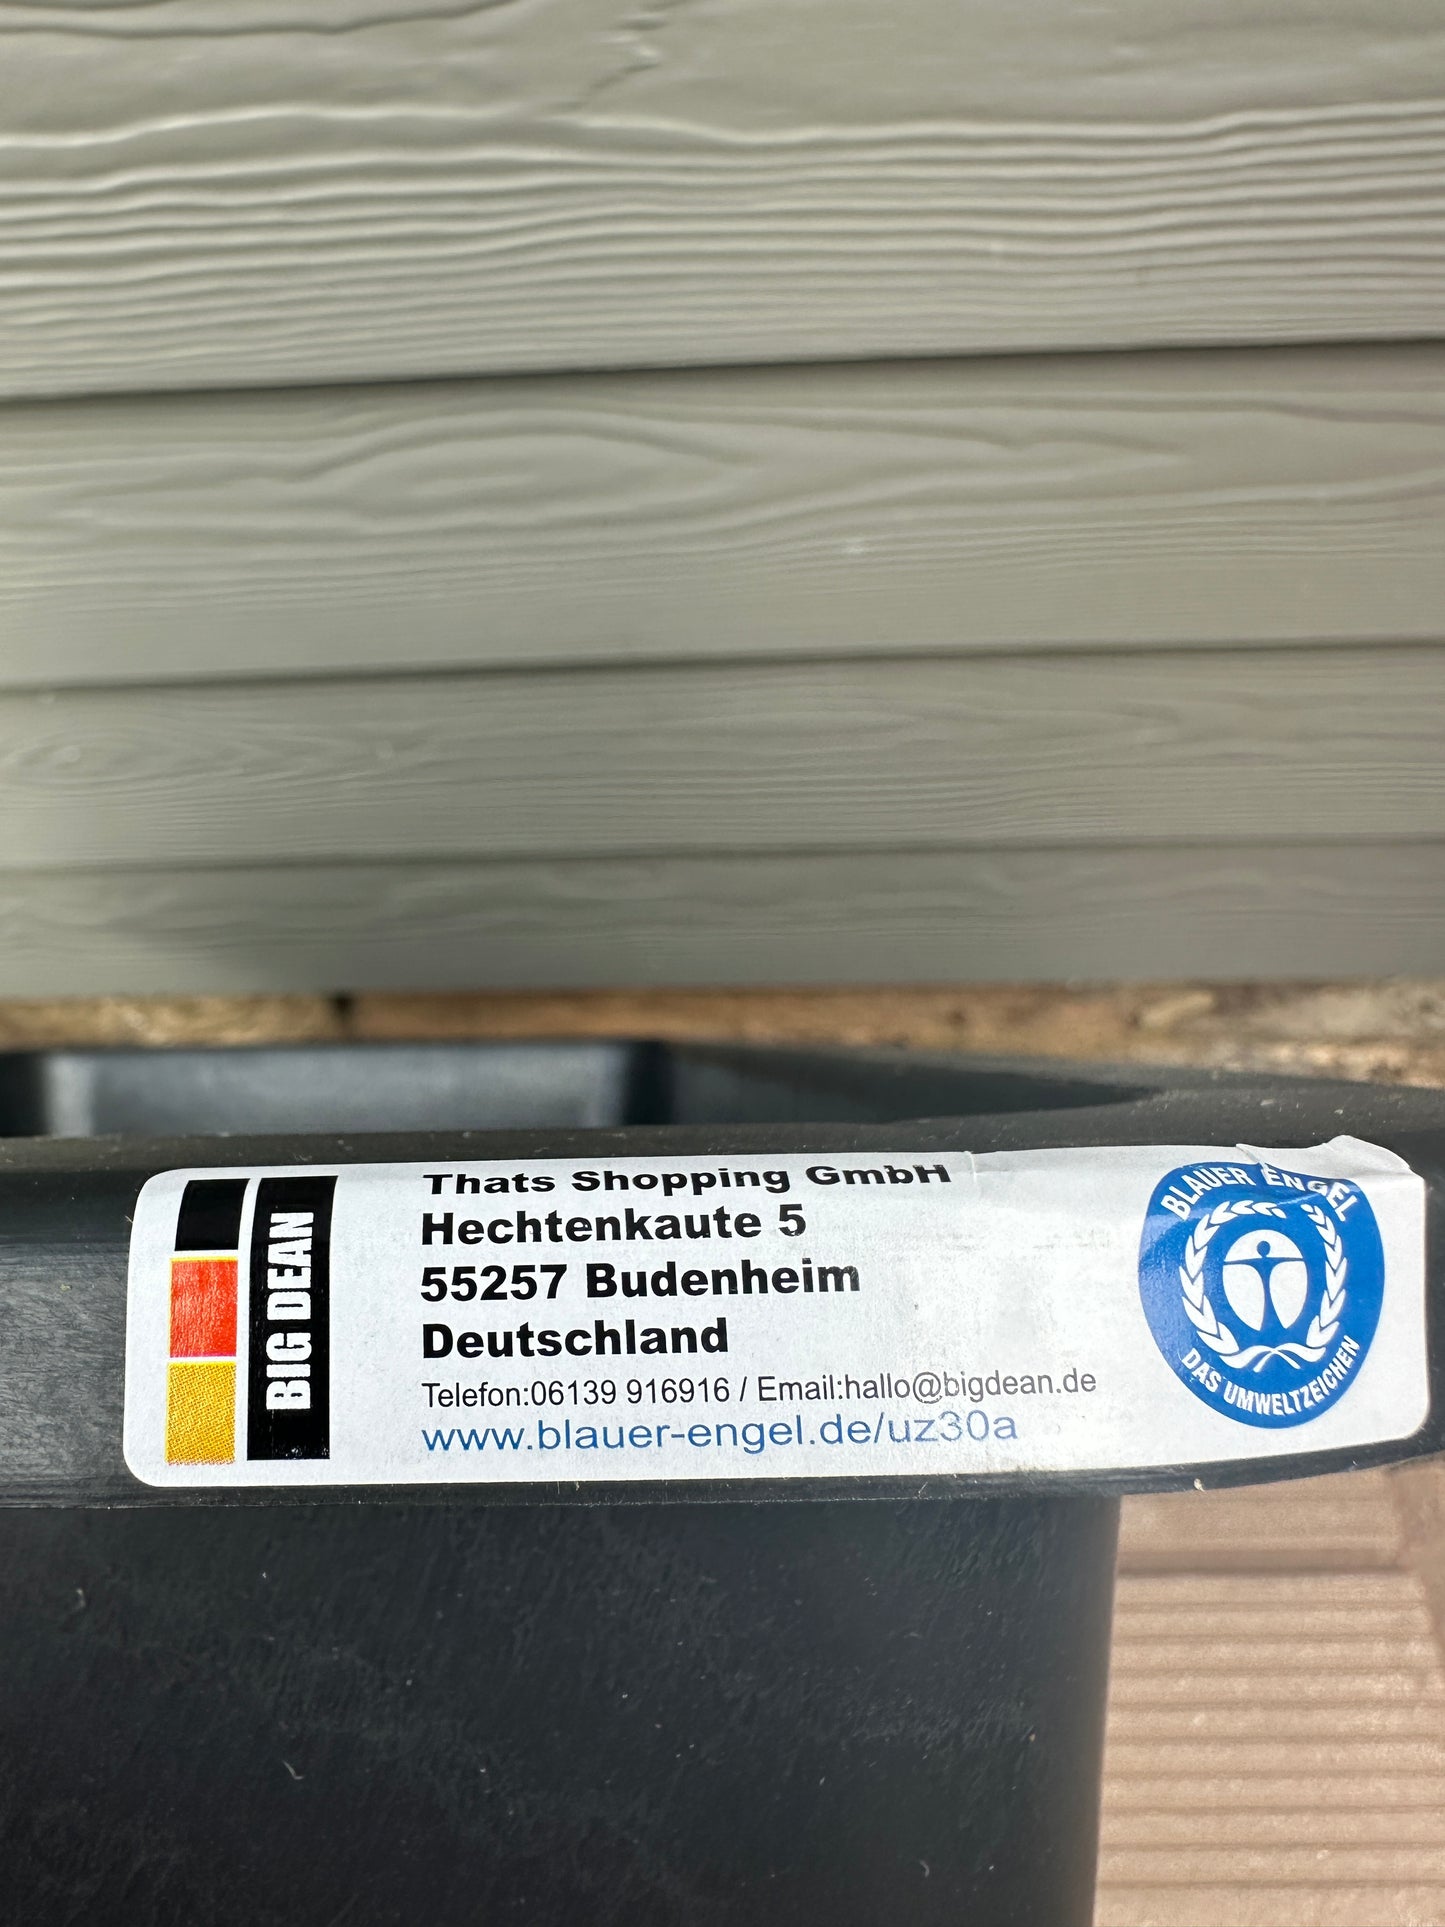 BIG DEAN
Thats Shopping GmbH
Hechtenkaute 5
55257 Budenheim
Deutschland
Telefon:06139 916916 / Email:hallo@bigdean.de
www.blauer-engel.de/uz30a
BLAUER ENGEL
DAS UMWELTZEICHEN